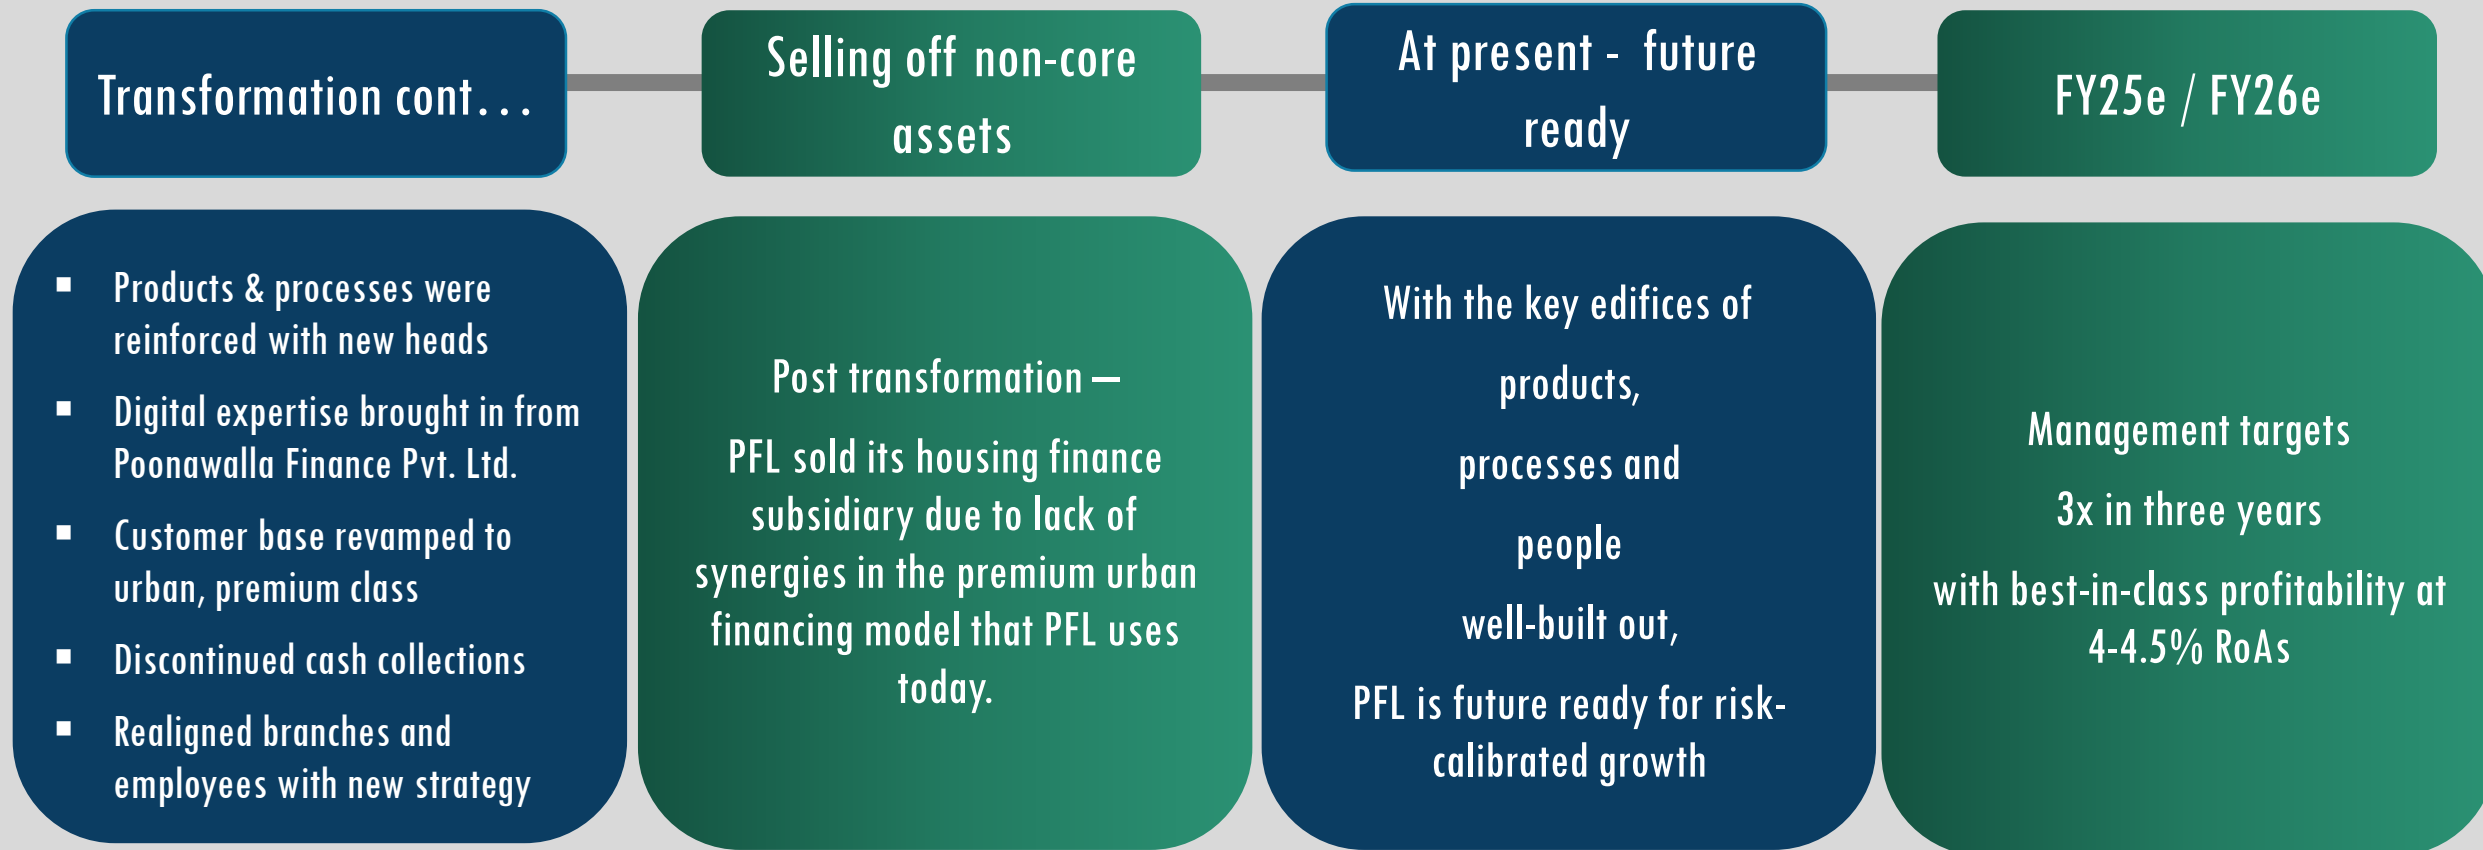 Transformation cont...
Selling off non-core
assets
At present - future
ready
FY25e / FY26e
▪ Products & processes were
reinforced with new heads
▪ Digital expertise brought in from
Poonawalla Finance Pvt. Ltd.
▪ Customer base revamped to
urban, premium class
▪ Discontinued cash collections
▪ Realigned branches and
employees with new strategy
Post transformation –
PFL sold its housing finance
subsidiary due to lack of
synergies in the premium urban
financing model that PFL uses
today.
With the key edifices of
products,
processes and
people
well-built out,
PFL is future ready for risk-
calibrated growth
Management targets
3x in three years
with best-in-class profitability at
4-4.5% RoAs